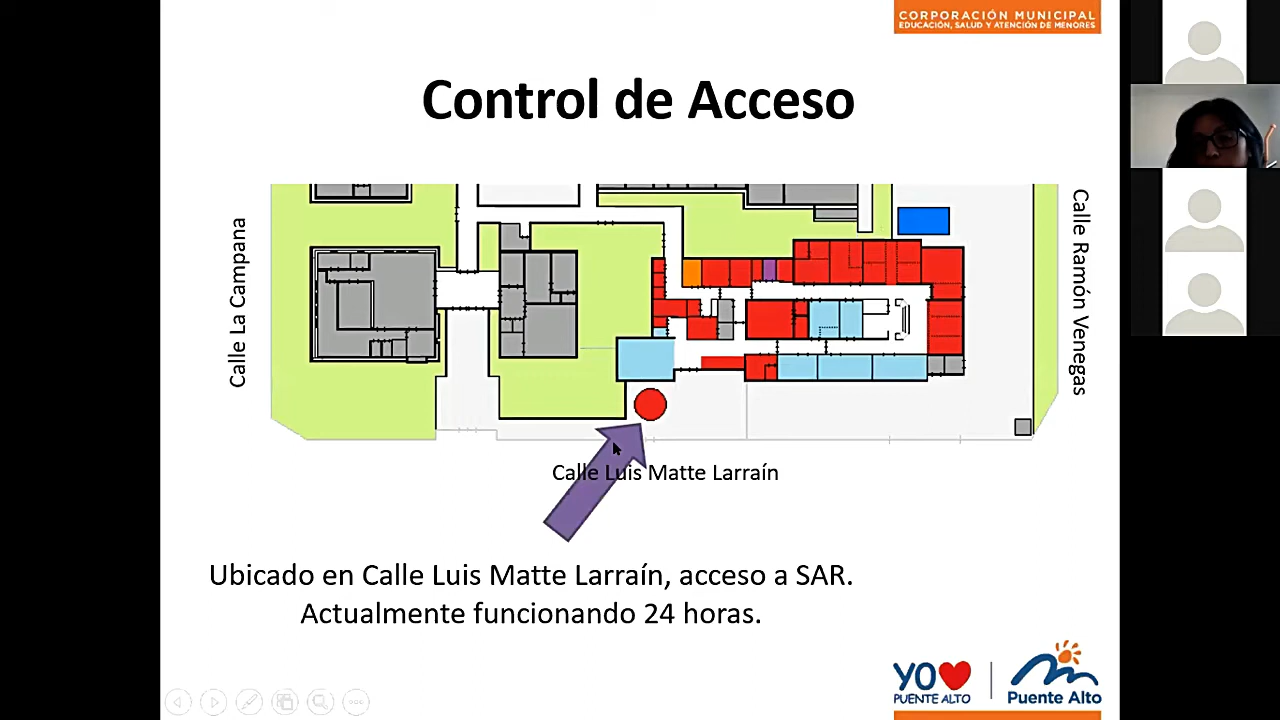 CORPORACIÓN MUNICIPAL
EDUCACIÓN, SALUD Y ATENCIÓN DE MENORES
Control de Acceso
Calle La Campana
Calle Ramón Venegas
Calle Luis Matte Larraín
Ubicado en Calle Luis Matte Larraín, acceso a SAR.
Actualmente funcionando 24 horas.
YO
PUENTE ALTO
Puente Alto